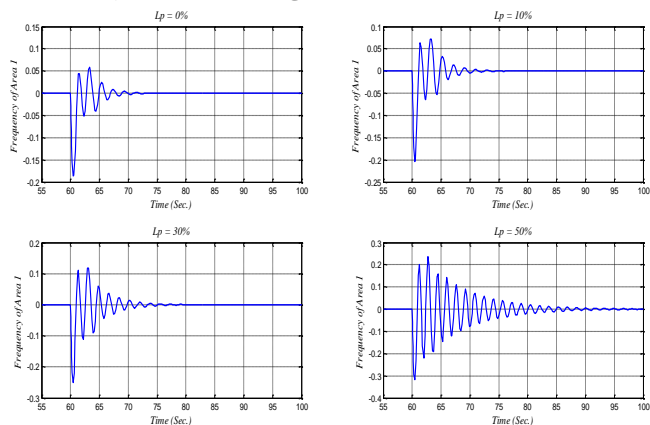 Lp = 0%
0.15
0.1
0.05
0
-0.05
-0.1
-0.15
-0.2
Frequency of Area 1
55 60 65 70 75 80 85 90 95 100
Time (Sec.)
Lp = 10%
0.1
0.05
0
-0.05
-0.1
-0.15
-0.2
-0.25
Frequency of Area 1
55 60 65 70 75 80 85 90 95 100
Time (Sec.)
Lp = 30%
0.2
0.1
0
-0.1
-0.2
-0.3
Frequency of Area 1
55 60 65 70 75 80 85 90 95 100
Time (Sec.)
Lp = 50%
0.3
0.2
0.1
0
-0.1
-0.2
-0.3
-0.4
Frequency of Area 1
55 60 65 70 75 80 85 90 95 100
Time (Sec.)